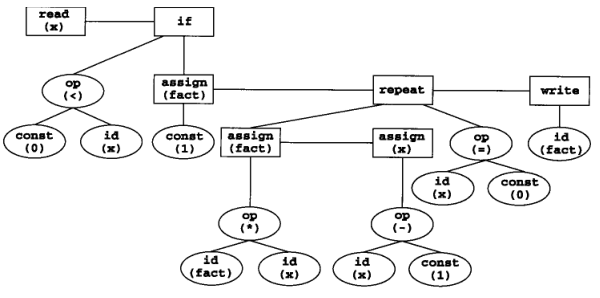 read
(x)
if
op
(<)
assign
(fact)
repeat
write
const
(0)
id
(x)
const
(1)
assign
(fact)
assign
(x)
op
(=)
id
(fact)
id
(x)
const
(0)
op
(*)
op
(-)
id
(fact)
id
(x)
id
(x)
const
(1)